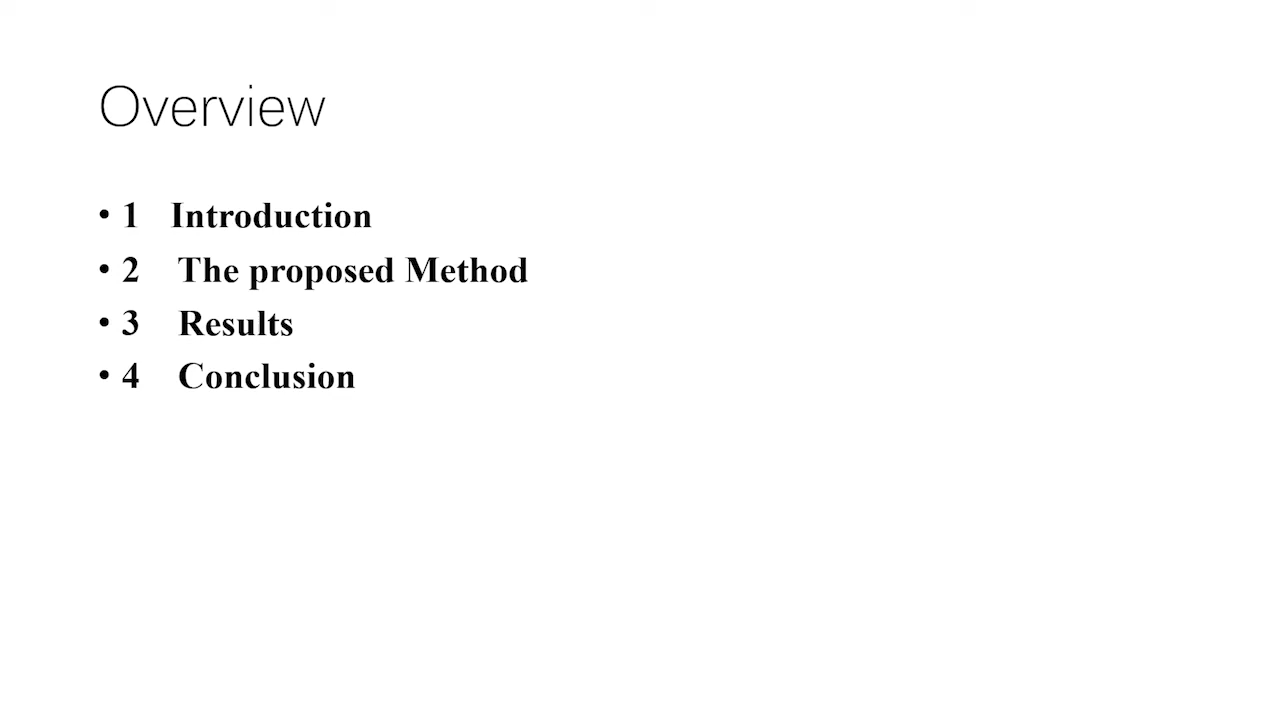 Overview
• 1 Introduction
• 2 The proposed Method
• 3 Results
• 4 Conclusion